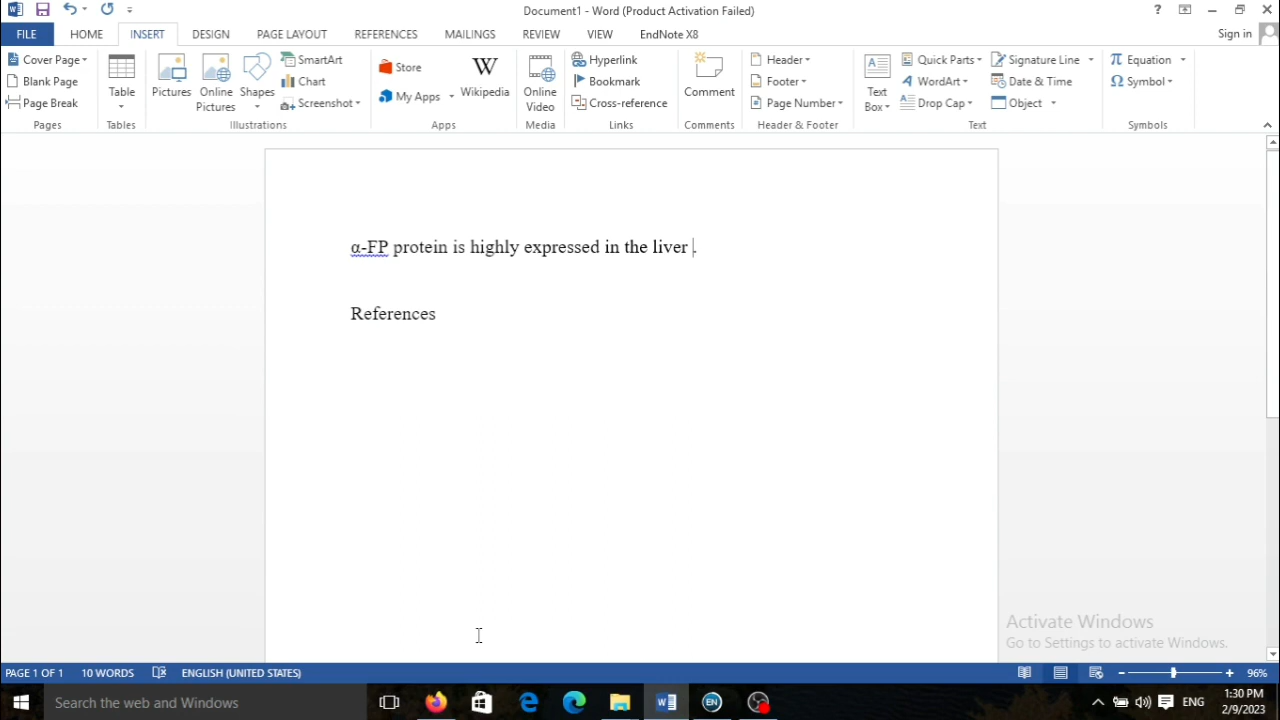 Document1 - Word (Product Activation Failed)
FILE HOME INSERT DESIGN PAGE LAYOUT REFERENCES MAILINGS REVIEW VIEW EndNote X8 Sign in
Cover Page
Blank Page
Page Break
Pages
Table
Tables
Pictures
Online Pictures
Shapes
SmartArt
Chart
Screenshot
Illustrations
Store
My Apps
Wikipedia
Apps
Online Video
Media
Hyperlink
Bookmark
Cross-reference
Links
Comment
Comments
Header
Footer
Page Number
Header & Footer
Text Box
Quick Parts
WordArt
Drop Cap
Signature Line
Date & Time
Object
Text
Equation
Symbol
Symbols
α-FP protein is highly expressed in the liver .
References
Activate Windows
Go to Settings to activate Windows.
PAGE 1 OF 1 10 WORDS ENGLISH (UNITED STATES) 96%
Search the web and Windows
EN
ENG
1:30 PM
2/9/2023